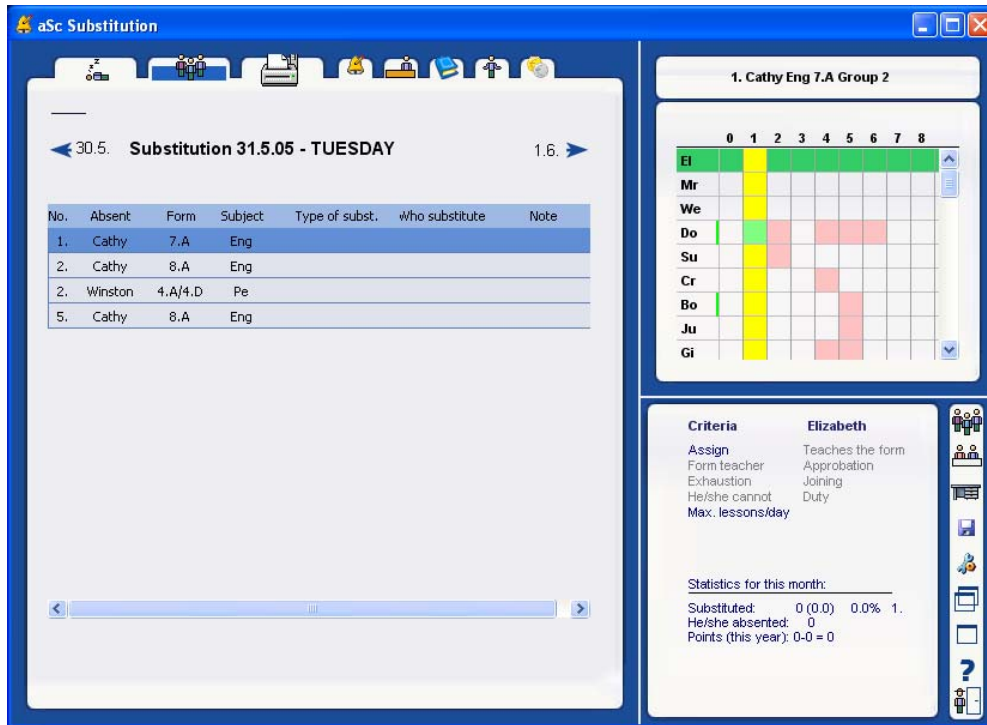 aSc Substitution
30.5. Substitution 31.5.05 - TUESDAY 1.6.
No. Absent Form Subject Type of subst. Who substitute Note
1. Cathy 7.A Eng
2. Cathy 8.A Eng
2. Winston 4.A/4.D Pe
5. Cathy 8.A Eng
1. Cathy Eng 7.A Group 2
0 1 2 3 4 5 6 7 8
El
Mr
We
Do
Su
Cr
Bo
Ju
Gi
Criteria Elizabeth
Assign Teaches the form
Form teacher Approbation
Exhaustion Joining
He/she cannot Duty
Max. lessons/day
Statistics for this month:
Substituted: 0 (0.0) 0.0% 1.
He/she absented: 0
Points (this year): 0-0 = 0